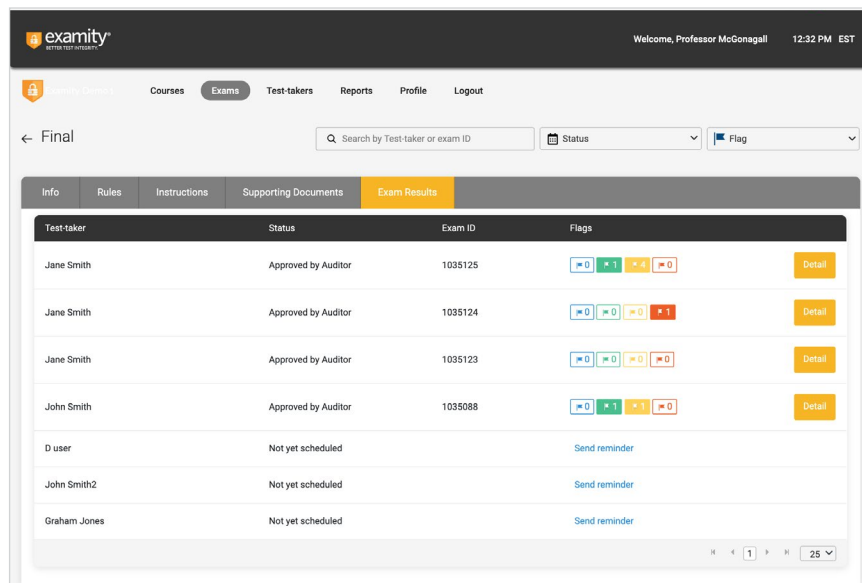 examity®
BETTER TEST INTEGRITY
Welcome, Professor McGonagall 12:32 PM EST
Courses Exams Test-takers Reports Profile Logout
← Final
Search by Test-taker or exam ID Status Flag
Info Rules Instructions Supporting Documents Exam Results
Test-taker Status Exam ID Flags
Jane Smith Approved by Auditor 1035125 0 1 4 0 Detail
Jane Smith Approved by Auditor 1035124 0 0 0 1 Detail
Jane Smith Approved by Auditor 1035123 0 0 0 0 Detail
John Smith Approved by Auditor 1035088 0 1 1 0 Detail
D user Not yet scheduled Send reminder
John Smith2 Not yet scheduled Send reminder
Graham Jones Not yet scheduled Send reminder
1 25